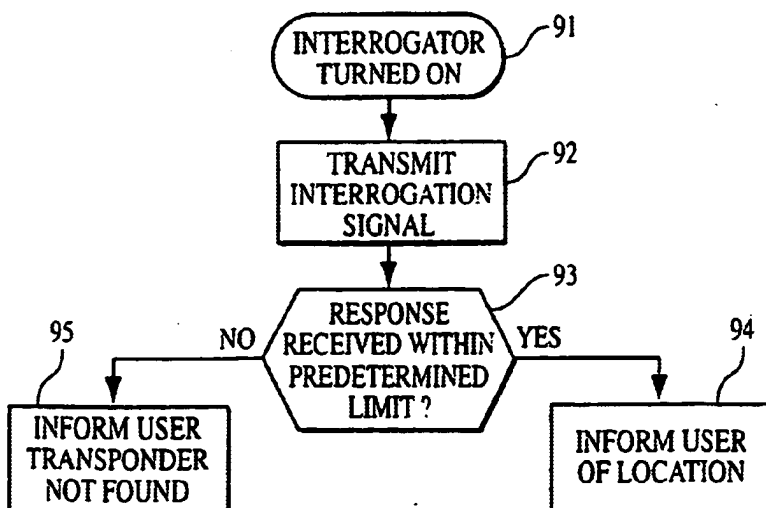 INTERROGATOR
TURNED ON
91
TRANSMIT
INTERROGATION
SIGNAL
92
RESPONSE
RECEIVED WITHIN
PREDETERMINED
LIMIT ?
93
NO
YES
95
INFORM USER
TRANSPONDER
NOT FOUND
94
INFORM USER
OF LOCATION